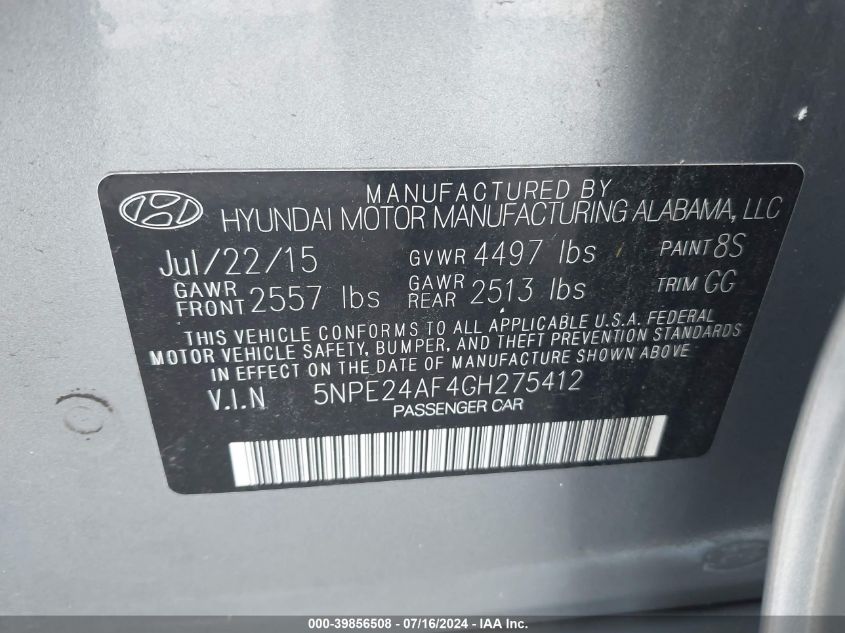 MANUFACTURED BY
HYUNDAI MOTOR MANUFACTURING ALABAMA, LLC
Jul/22/15 GVWR 4497 lbs PAINT 8S
GAWR FRONT 2557 lbs GAWR REAR 2513 lbs TRIM GG
THIS VEHICLE CONFORMS TO ALL APPLICABLE U.S.A. FEDERAL
MOTOR VEHICLE SAFETY, BUMPER, AND THEFT PREVENTION STANDARDS
IN EFFECT ON THE DATE OF MANUFACTURE SHOWN ABOVE
V.I.N 5NPE24AF4GH275412
PASSENGER CAR
000-39856508 - 07/16/2024 - IAA Inc.